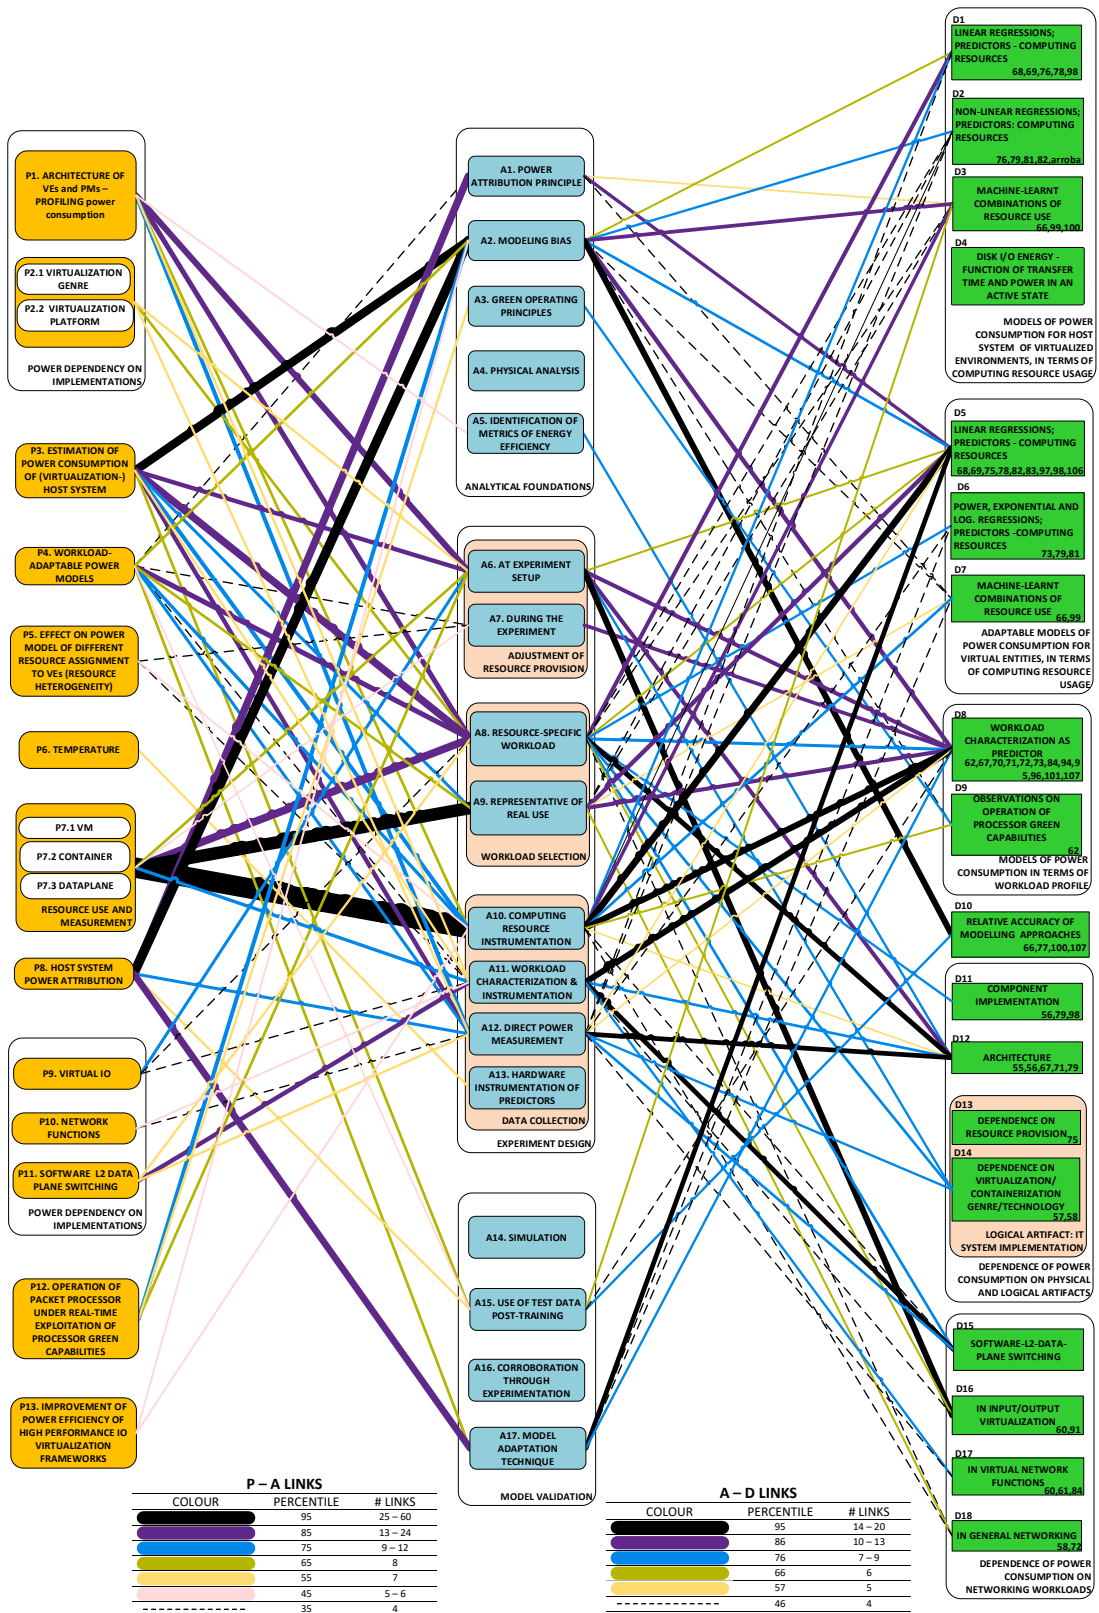 P1. ARCHITECTURE OF
VEs and PMs –
PROFILING power
consumption
P2.1 VIRTUALIZATION
GENRE
P2.2 VIRTUALIZATION
PLATFORM
POWER DEPENDENCY ON
IMPLEMENTATIONS
P3. ESTIMATION OF
POWER CONSUMPTION
OF (VIRTUALIZATION-)
HOST SYSTEM
P4. WORKLOAD-
ADAPTABLE POWER
MODELS
P5. EFFECT ON POWER
MODEL OF DIFFERENT
RESOURCE ASSIGNMENT
TO VEs (RESOURCE
HETEROGENEITY)
P6. TEMPERATURE
P7.1 VM
P7.2 CONTAINER
P7.3 DATAPLANE
RESOURCE USE AND
MEASUREMENT
P8. HOST SYSTEM
POWER ATTRIBUTION
P9. VIRTUAL IO
P10. NETWORK
FUNCTIONS
P11. SOFTWARE L2 DATA
PLANE SWITCHING
POWER DEPENDENCY ON
IMPLEMENTATIONS
P12. OPERATION OF
PACKET PROCESSOR
UNDER REAL-TIME
EXPLOITATION OF
PROCESSOR GREEN
CAPABILITIES
P13. IMPROVEMENT OF
POWER EFFICIENCY OF
HIGH PERFORMANCE IO
VIRTUALIZATION
FRAMEWORKS
A1. POWER
ATTRIBUTION PRINCIPLE
A2. MODELING BIAS
A3. GREEN OPERATING
PRINCIPLES
A4. PHYSICAL ANALYSIS
A5. IDENTIFICATION OF
METRICS OF ENERGY
EFFICIENCY
ANALYTICAL FOUNDATIONS
A6. AT EXPERIMENT
SETUP
A7. DURING THE
EXPERIMENT
ADJUSTMENT OF
RESOURCE PROVISION
A8. RESOURCE-SPECIFIC
WORKLOAD
A9. REPRESENTATIVE OF
REAL USE
WORKLOAD SELECTION
A10. COMPUTING
RESOURCE
INSTRUMENTATION
A11. WORKLOAD
CHARACTERIZATION &
INSTRUMENTATION
A12. DIRECT POWER
MEASUREMENT
A13. HARDWARE
INSTRUMENTATION OF
PREDICTORS
DATA COLLECTION
EXPERIMENT DESIGN
A14. SIMULATION
A15. USE OF TEST DATA
POST-TRAINING
A16. CORROBORATION
THROUGH
EXPERIMENTATION
A17. MODEL
ADAPTATION
TECHNIQUE
MODEL VALIDATION
D1
LINEAR REGRESSIONS;
PREDICTORS - COMPUTING
RESOURCES
68,69,76,78,98
D2
NON-LINEAR REGRESSIONS;
PREDICTORS: COMPUTING
RESOURCES
76,79,81,82,arroba
D3
MACHINE-LEARNT
COMBINATIONS OF
RESOURCE USE
66,99,100
D4
DISK I/O ENERGY -
FUNCTION OF TRANSFER
TIME AND POWER IN AN
ACTIVE STATE
MODELS OF POWER
CONSUMPTION FOR HOST
SYSTEM OF VIRTUALIZED
ENVIRONMENTS, IN TERMS OF
COMPUTING RESOURCE USAGE
D5
LINEAR REGRESSIONS;
PREDICTORS - COMPUTING
RESOURCES
68,69,75,78,82,83,97,98,106
D6
POWER, EXPONENTIAL AND
LOG. REGRESSIONS;
PREDICTORS -COMPUTING
RESOURCES
73,79,81
D7
MACHINE-LEARNT
COMBINATIONS OF
RESOURCE USE
66,99
ADAPTABLE MODELS OF
POWER CONSUMPTION FOR
VIRTUAL ENTITIES, IN TERMS
OF COMPUTING RESOURCE
USAGE
D8
WORKLOAD
CHARACTERIZATION AS
PREDICTOR
62,67,70,71,72,73,84,94,9
5,96,101,107
D9
OBSERVATIONS ON
OPERATION OF
PROCESSOR GREEN
CAPABILITIES
62
MODELS OF POWER
CONSUMPTION IN TERMS OF
WORKLOAD PROFILE
D10
RELATIVE ACCURACY OF
MODELLING APPROACHES
66,77,100,107
D11
COMPONENT
IMPLEMENTATION
56,79,98
D12
ARCHITECTURE
55,56,67,71,79
D13
DEPENDENCE ON
RESOURCE PROVISION
75
D14
DEPENDENCE ON
VIRTUALIZATION/
CONTAINERIZATION
GENRE/TECHNOLOGY
57,58
LOGICAL ARTIFACT: IT
SYSTEM IMPLEMENTATION
DEPENDENCE OF POWER
CONSUMPTION ON PHYSICAL
AND LOGICAL ARTIFACTS
D15
SOFTWARE-L2-DATA-
PLANE SWITCHING
D16
IN INPUT/OUTPUT
VIRTUALIZATION
60,91
D17
IN VIRTUAL NETWORK
FUNCTIONS
60,61,84
D18
IN GENERAL NETWORKING
58,72
DEPENDENCE OF POWER
CONSUMPTION ON
NETWORKING WORKLOADS
P – A LINKS
COLOUR PERCENTILE # LINKS
95 25 – 60
85 13 – 24
75 9 – 12
65 8
55 7
45 5 – 6
35 4
A – D LINKS
COLOUR PERCENTILE # LINKS
95 14 – 20
86 10 – 13
76 7 – 9
66 6
57 5
46 4